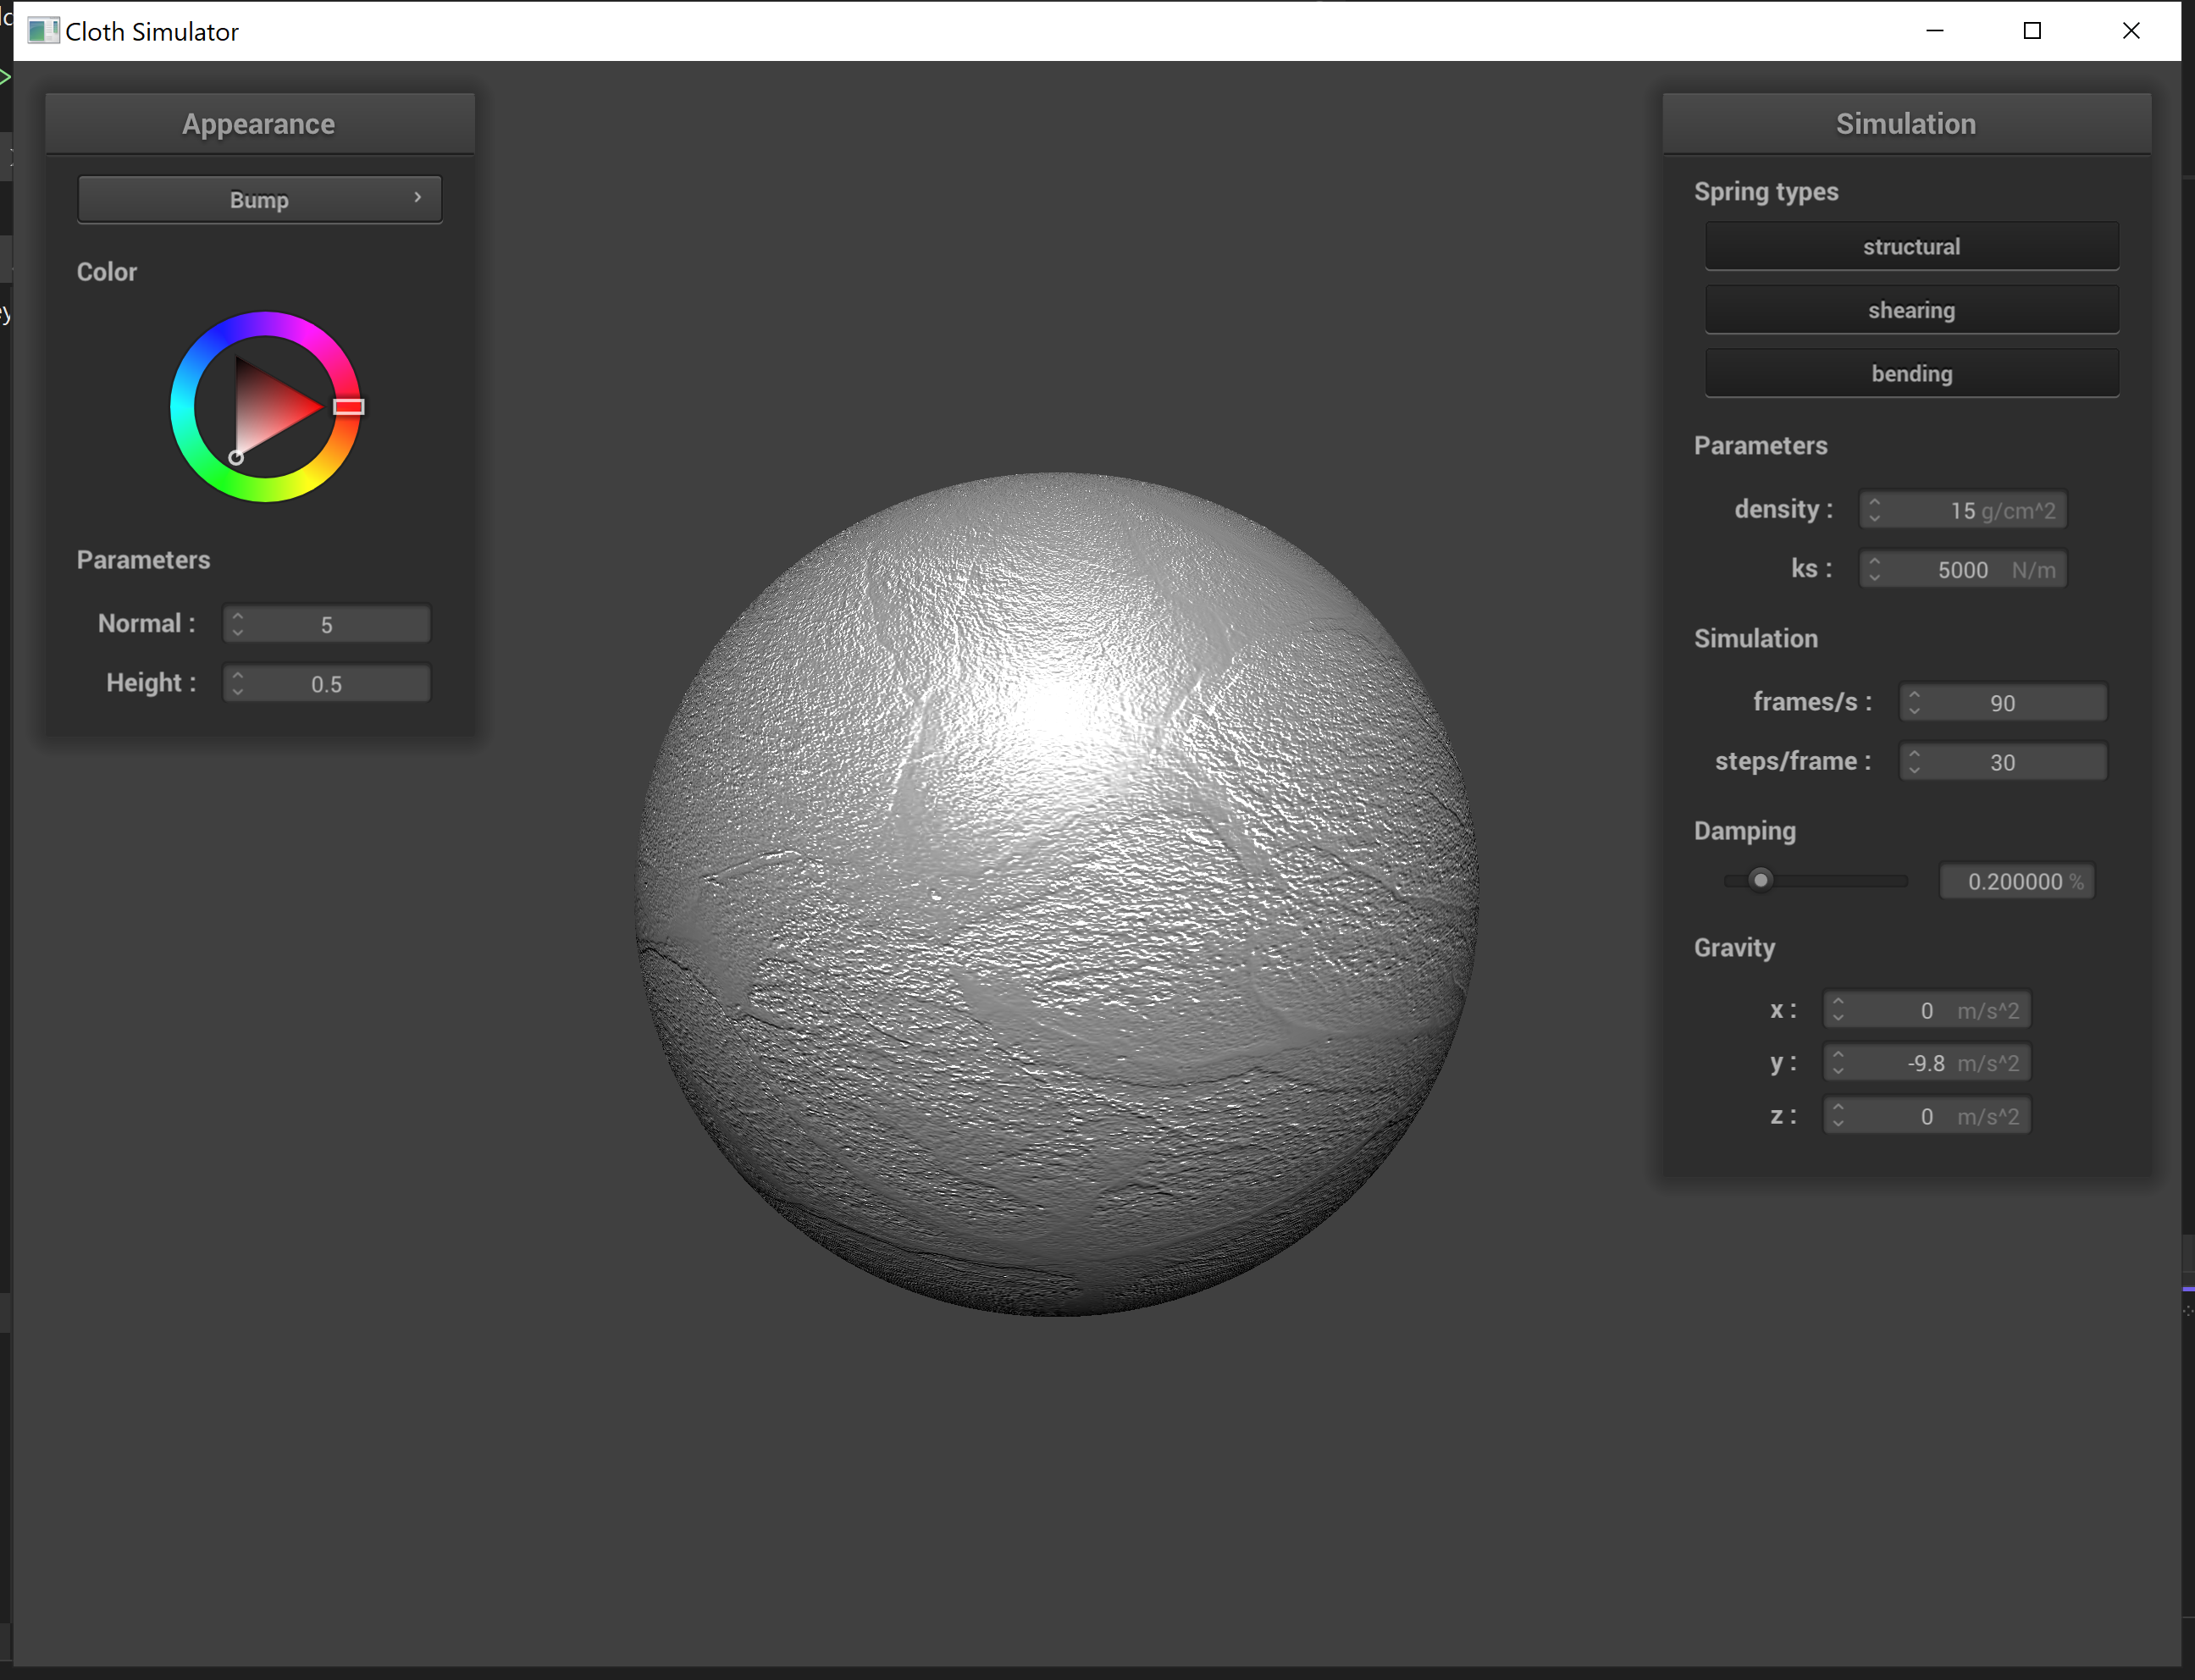 Cloth Simulator
Appearance
Bump
Color
Parameters
Normal : 5
Height : 0.5
Simulation
Spring types
structural
shearing
bending
Parameters
density : 15 g/cm^2
ks : 5000 N/m
Simulation
frames/s : 90
steps/frame : 30
Damping
0.200000 %
Gravity
x : 0 m/s^2
y : -9.8 m/s^2
z : 0 m/s^2